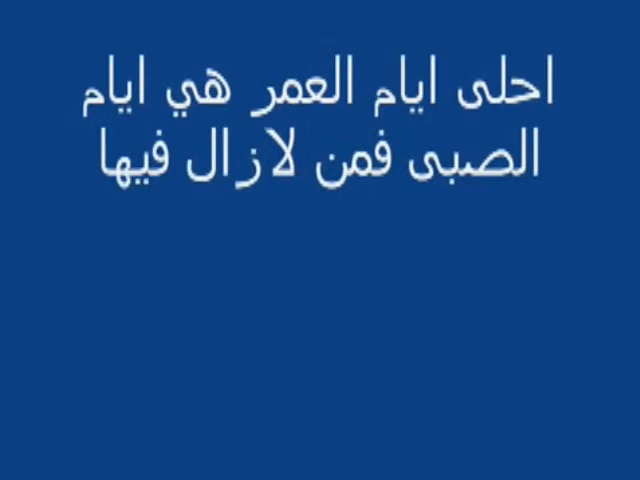 احلى ايام العمر هي ايام
الصبى فمن لازال فيها